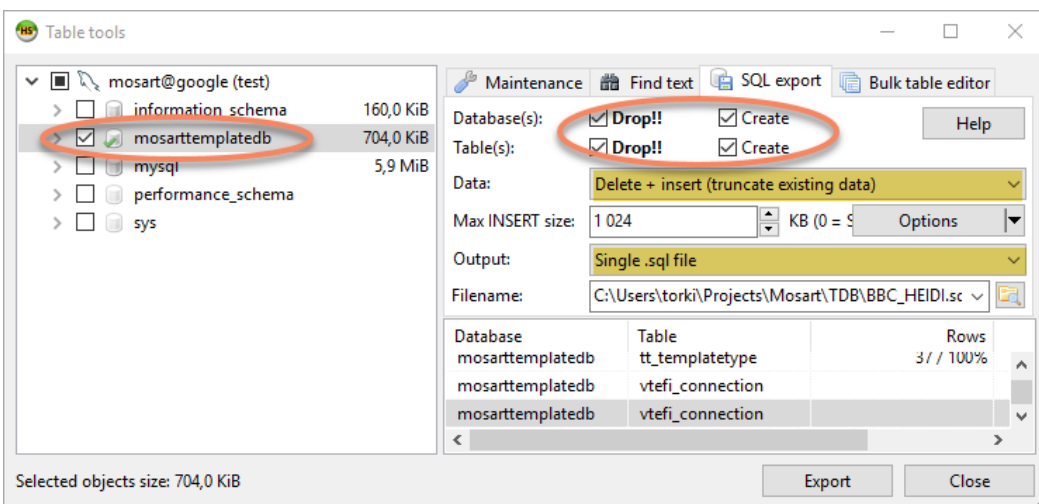 Table tools
mosart@google (test)
information_schema 160,0 KiB
mosarttemplatedb 704,0 KiB
mysql 5,9 MiB
performance_schema
sys
Maintenance Find text SQL export Bulk table editor
Database(s): Drop!! Create Help
Table(s): Drop!! Create
Data: Delete + insert (truncate existing data)
Max INSERT size: 1 024 KB (0 = S Options
Output: Single .sql file
Filename: C:\Users\torki\Projects\Mosart\TDB\BBC_HEIDI.sc
Database Table Rows
mosarttemplatedb tt_templatetype 37 / 100%
mosarttemplatedb vtefi_connection
mosarttemplatedb vtefi_connection
Selected objects size: 704,0 KiB Export Close